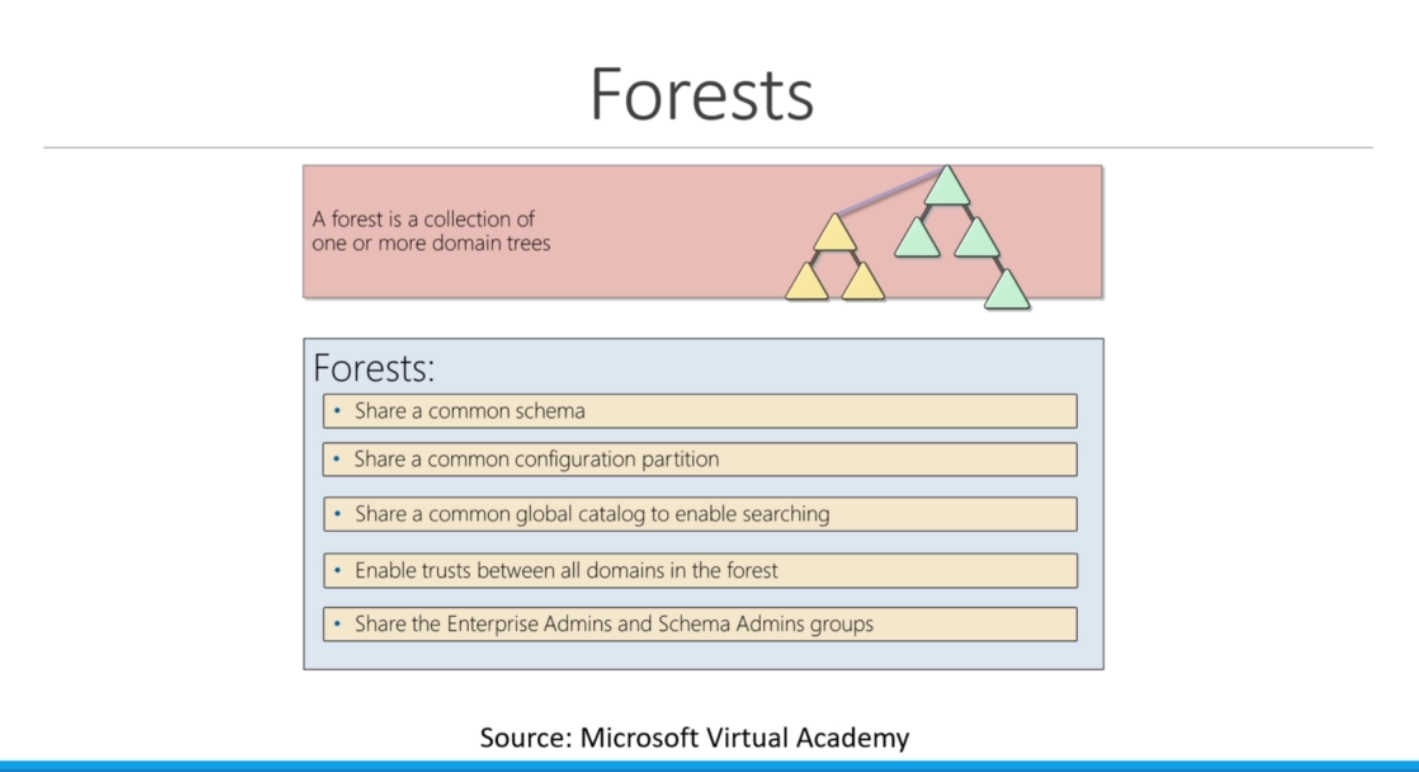 Forests
A forest is a collection of
one or more domain trees
Forests:
• Share a common schema
• Share a common configuration partition
• Share a common global catalog to enable searching
• Enable trusts between all domains in the forest
• Share the Enterprise Admins and Schema Admins groups
Source: Microsoft Virtual Academy